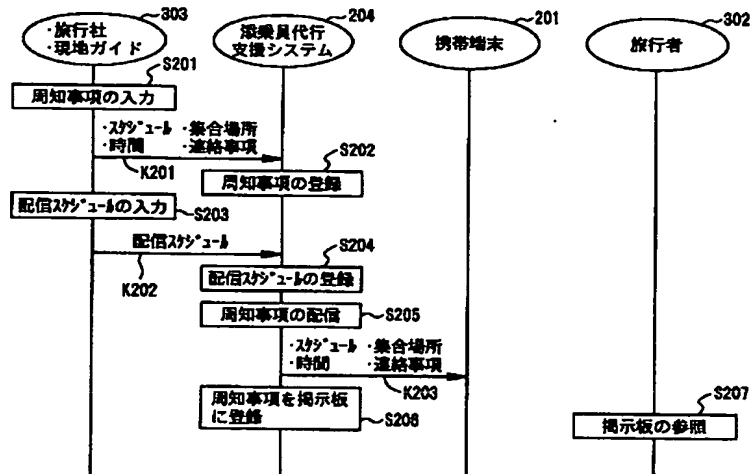 303
・旅行社
・現地ガイド
204
添乗員代行
支援システム
201
携帯端末
302
旅行者
S201
周知事項の入力
・スケジュール ・集合場所
・時間 ・連絡事項
K201
S202
周知事項の登録
配信スケジュールの入力
S203
配信スケジュール
K202
S204
配信スケジュールの登録
周知事項の配信
S205
・スケジュール ・集合場所
・時間 ・連絡事項
K203
周知事項を掲示板
に登録
S206
S207
掲示板の参照